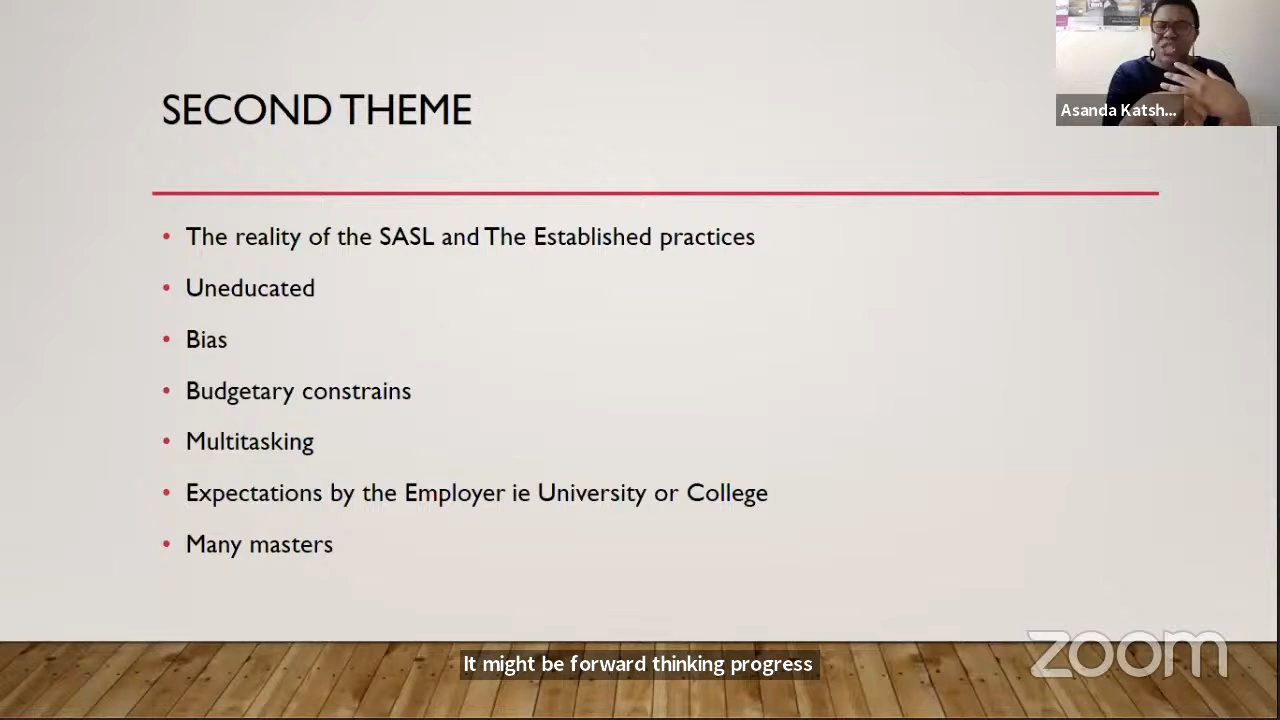 SECOND THEME
Asanda Katsh...
• The reality of the SASL and The Established practices
• Uneducated
• Bias
• Budgetary constrains
• Multitasking
• Expectations by the Employer ie University or College
• Many masters
zoom
It might be forward thinking progress